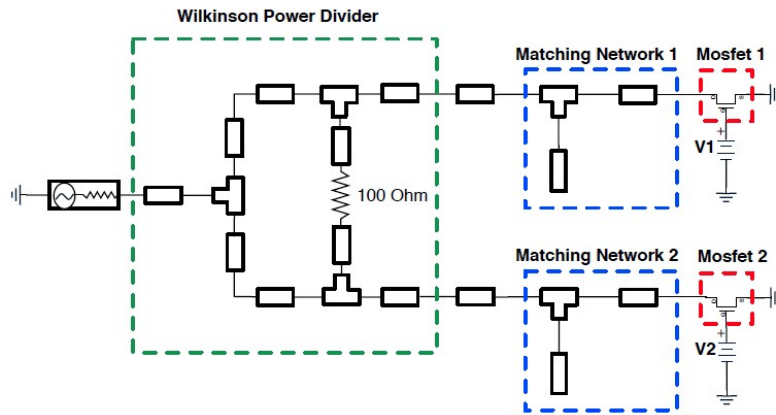 Wilkinson Power Divider
Matching Network 1
Mosfet 1
V1
100 Ohm
Matching Network 2
Mosfet 2
V2